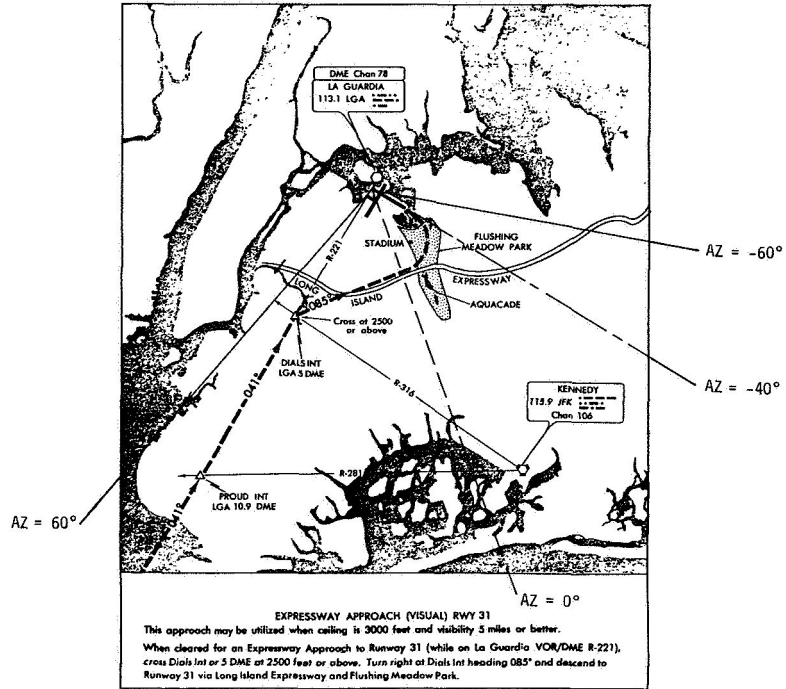 DME Chan 78
LA GUARDIA
113.1 LGA
R-221
STADIUM
FLUSHING
MEADOW PARK
AZ = -60°
LONG
ISLAND
EXPRESSWAY
085°
AQUACADE
Cross at 2500
or above
DIALS INT
LGA 5 DME
041°
R-316
AZ = -40°
KENNEDY
115.9 JFK
Chan 106
R-281
PROUD INT
LGA 10.9 DME
041°
AZ = 60°
AZ = 0°
EXPRESSWAY APPROACH (VISUAL) RWY 31
This approach may be utilized when ceiling is 3000 feet and visibility 5 miles or better.
When cleared for an Expressway Approach to Runway 31 (while on La Guardia VOR/DME R-221),
cross Dials Int or 5 DME at 2500 feet or above. Turn right at Dials Int heading 085° and descend to
Runway 31 via Long Island Expressway and Flushing Meadow Park.